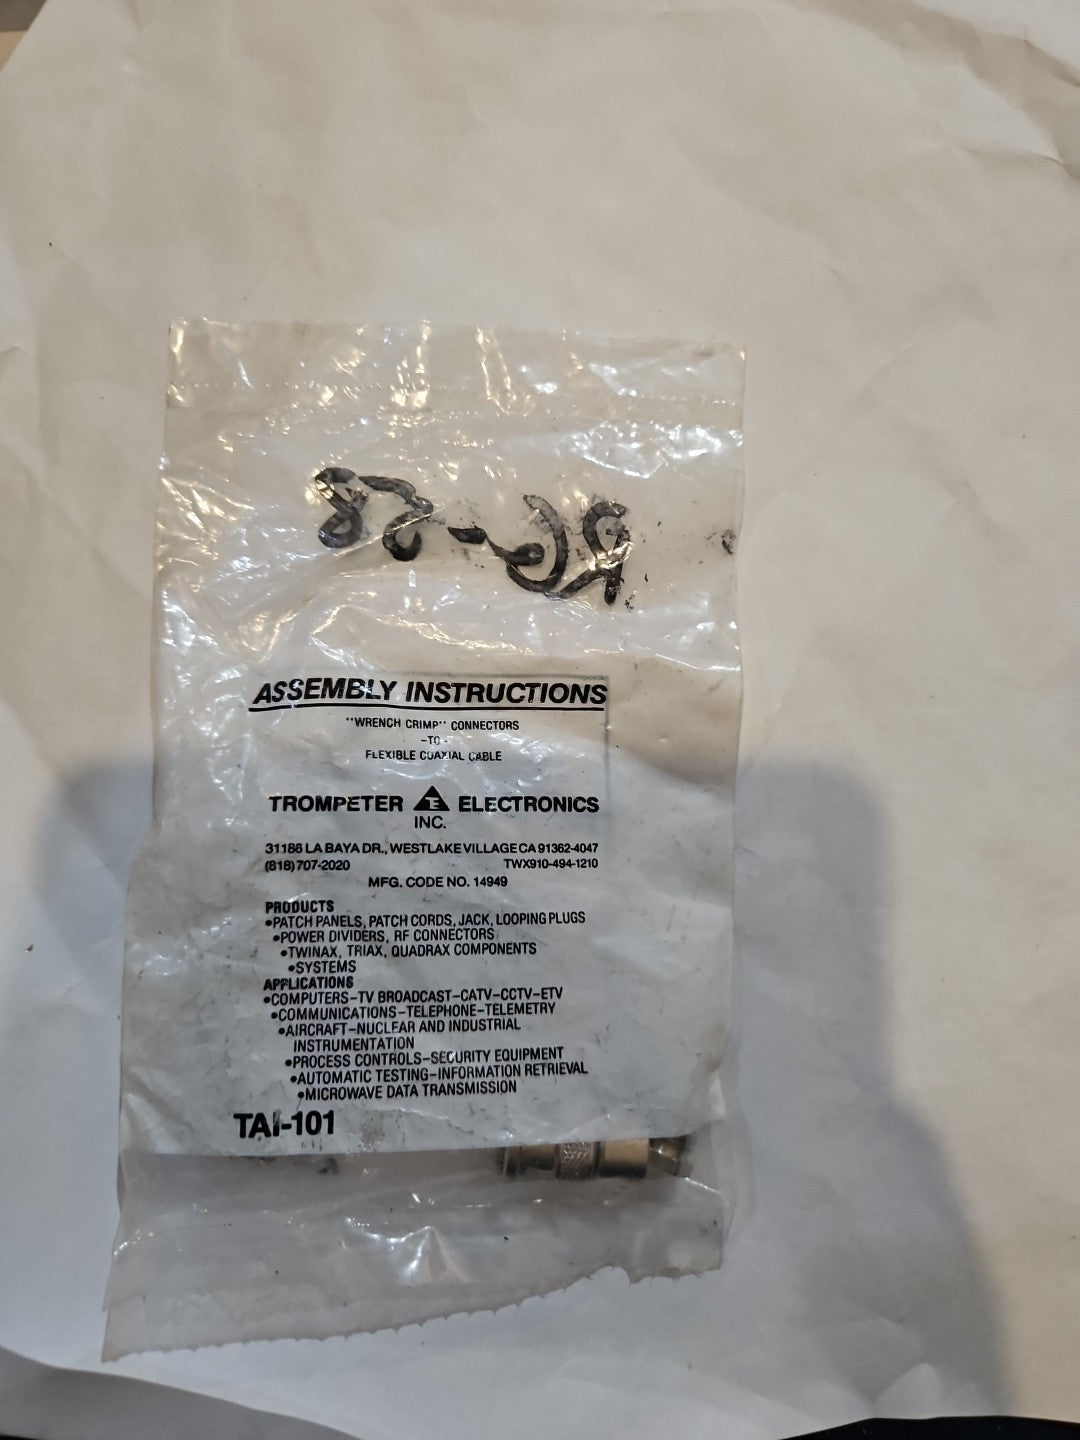 ASSEMBLY INSTRUCTIONS
"WRENCH CRIMP" CONNECTORS
-TO-
FLEXIBLE COAXIAL CABLE
TROMPETER TE ELECTRONICS
INC.
31186 LA BAYA DR., WESTLAKE VILLAGE CA 91362-4047
(818) 707-2020 TWX910-494-1210
MFG. CODE NO. 14949
PRODUCTS
•PATCH PANELS, PATCH CORDS, JACK, LOOPING PLUGS
•POWER DIVIDERS, RF CONNECTORS
•TWINAX, TRIAX, QUADRAX COMPONENTS
•SYSTEMS
APPLICATIONS
•COMPUTERS-TV BROADCAST-CATV-CCTV-ETV
•COMMUNICATIONS-TELEPHONE-TELEMETRY
•AIRCRAFT-NUCLEAR AND INDUSTRIAL
INSTRUMENTATION
•PROCESS CONTROLS-SECURITY EQUIPMENT
•AUTOMATIC TESTING-INFORMATION RETRIEVAL
•MICROWAVE DATA TRANSMISSION
TAI-101